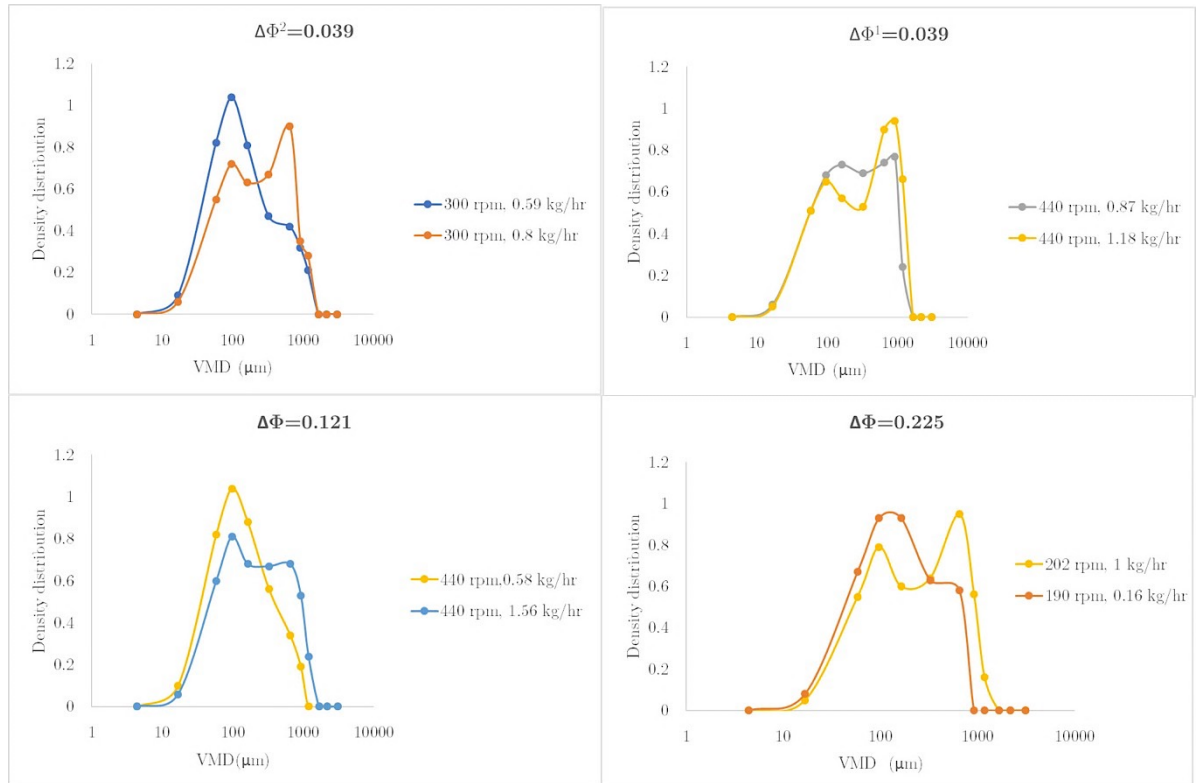 ΔΦ²=0.039
1.2
1
0.8
0.6
0.4
0.2
0
Density distribution
1 10 100 1000 10000
VMD (μm)
300 rpm, 0.59 kg/hr
300 rpm, 0.8 kg/hr
ΔΦ¹=0.039
1.2
1
0.8
0.6
0.4
0.2
0
Density distribution
1 10 100 1000 10000
VMD (μm)
440 rpm, 0.87 kg/hr
440 rpm, 1.18 kg/hr
ΔΦ=0.121
1.2
1
0.8
0.6
0.4
0.2
0
Density distribution
1 10 100 1000 10000
VMD(μm)
440 rpm,0.58 kg/hr
440 rpm, 1.56 kg/hr
ΔΦ=0.225
1.2
1
0.8
0.6
0.4
0.2
0
Density distribution
1 10 100 1000 10000
VMD (μm)
202 rpm, 1 kg/hr
190 rpm, 0.16 kg/hr